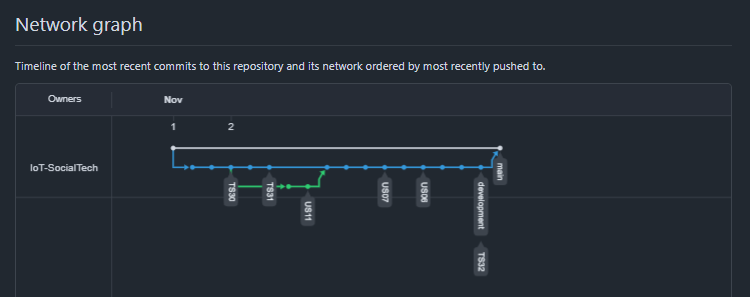 Network graph
Timeline of the most recent commits to this repository and its network ordered by most recently pushed to.
Owners Nov
1 2
IoT-SocialTech
TS30
TS31
US11
US07
US06
development
TS32
main